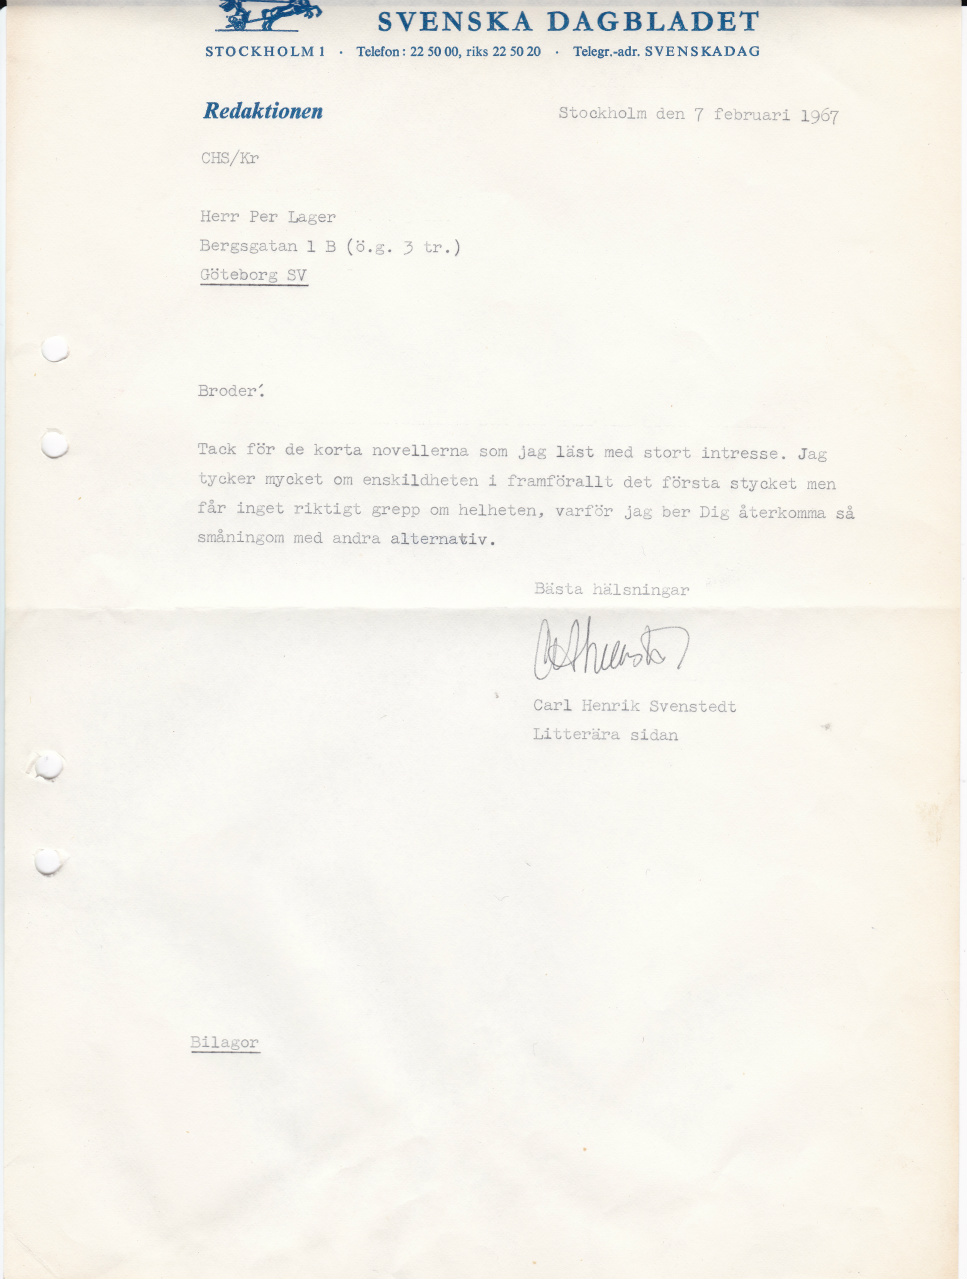 SVENSKA DAGBLADET
STOCKHOLM 1 · Telefon: 22 50 00, riks 22 50 20 · Telegr.-adr. SVENSKADAG
Redaktionen
Stockholm den 7 februari 1967
CHS/Kr
Herr Per Lager
Bergsgatan 1 B (ö.g. 3 tr.)
Göteborg SV
Broder!
Tack för de korta novellerna som jag läst med stort intresse. Jag
tycker mycket om enskildheten i framförallt det första stycket men
får inget riktigt grepp om helheten, varför jag ber Dig återkomma så
småningom med andra alternativ.
Bästa hälsningar
Carl Henrik Svenstedt
Litterära sidan
Bilagor